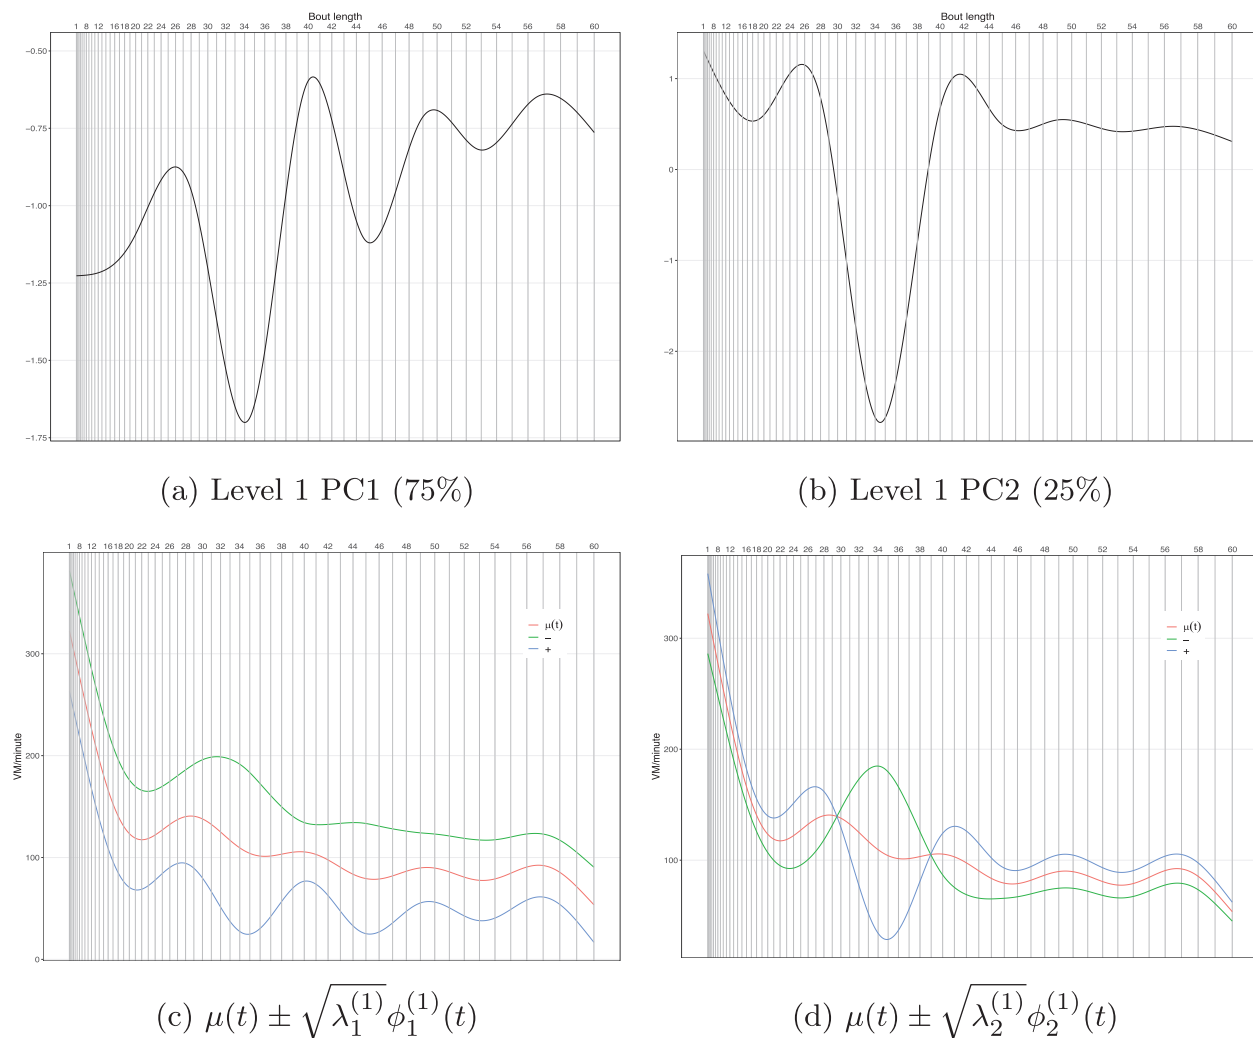 Bout length
1 8 12 16 18 20 22 24 26 28 30 32 34 36 38 40 42 44 46 48 50 52 54 56 58 60
−0.50
−0.75
−1.00
−1.25
−1.50
−1.75
(a) Level 1 PC1 (75%)
Bout length
1 8 12 16 18 20 22 24 26 28 30 32 34 36 38 40 42 44 46 48 50 52 54 56 58 60
1
0
−1
−2
(b) Level 1 PC2 (25%)
1 8 12 16 18 20 22 24 26 28 30 32 34 36 38 40 42 44 46 48 50 52 54 56 58 60
VM/minute
300
200
100
0
μ(t)
−
+
(c) μ(t) ± √λ₁⁽¹⁾ϕ₁⁽¹⁾(t)
1 8 12 16 18 20 22 24 26 28 30 32 34 36 38 40 42 44 46 48 50 52 54 56 58 60
VM/minute
300
200
100
μ(t)
−
+
(d) μ(t) ± √λ₂⁽¹⁾ϕ₂⁽¹⁾(t)